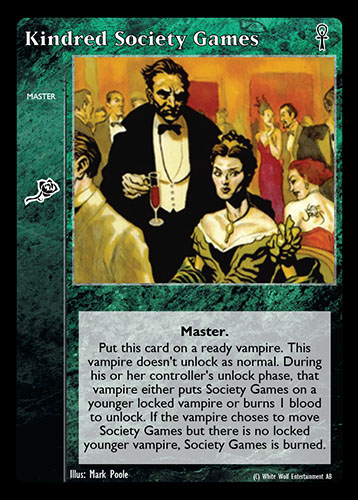 Kindred Society Games
MASTER
Master.
Put this card on a ready vampire. This
vampire doesn't unlock as normal. During
his or her controller's unlock phase, that
vampire either puts Society Games on a
younger locked vampire or burns 1 blood
to unlock. If the vampire choses to move
Society Games but there is no locked
younger vampire, Society Games is burned.
Illus: Mark Poole
(C) White Wolf Entertainment AB